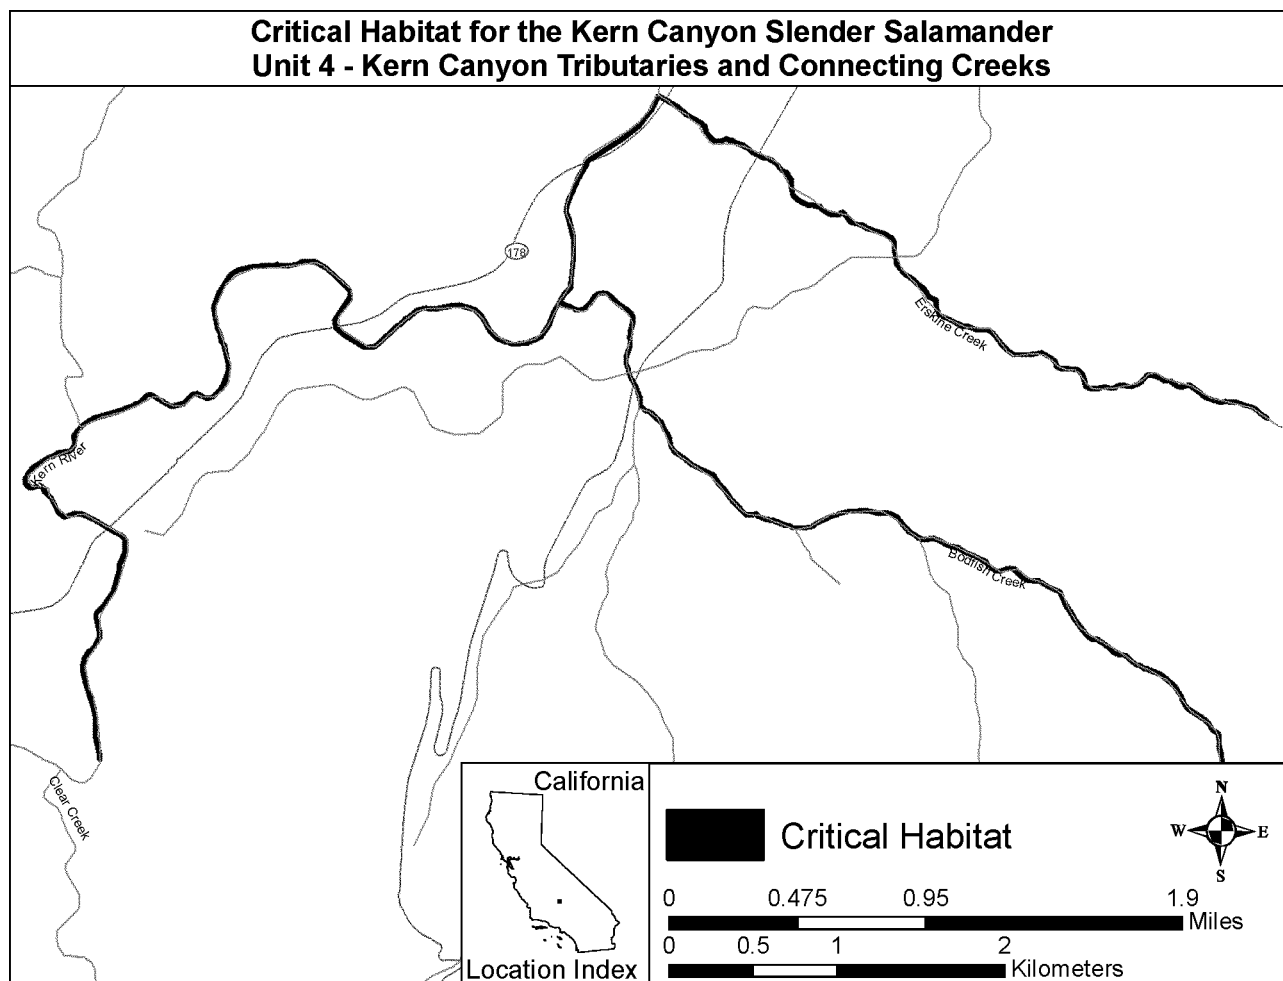 Critical Habitat for the Kern Canyon Slender Salamander
Unit 4 - Kern Canyon Tributaries and Connecting Creeks
178
Erskine Creek
Kern River
Bodfish Creek
Clear Creek
California
Location Index
Critical Habitat
N
W E
S
0 0.475 0.95 1.9
Miles
0 0.5 1 2
Kilometers